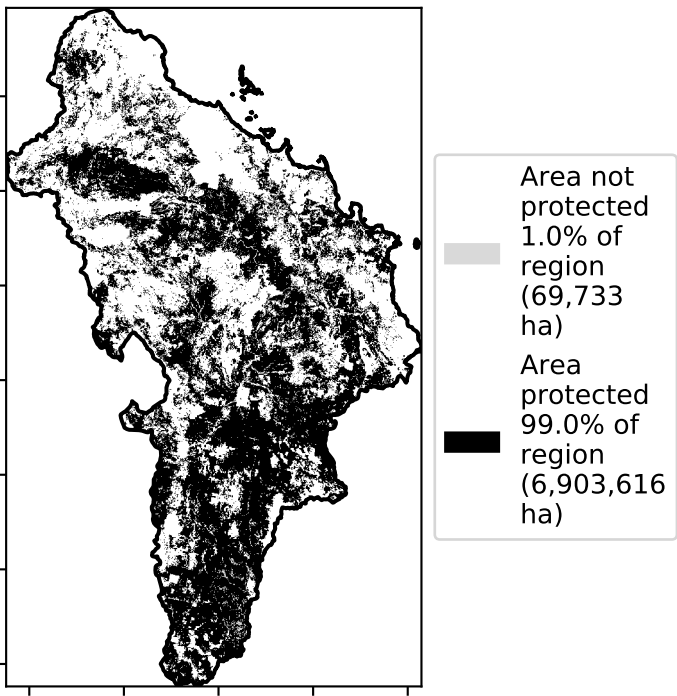 Area not
protected
1.0% of
region
(69,733
ha)
Area
protected
99.0% of
region
(6,903,616
ha)